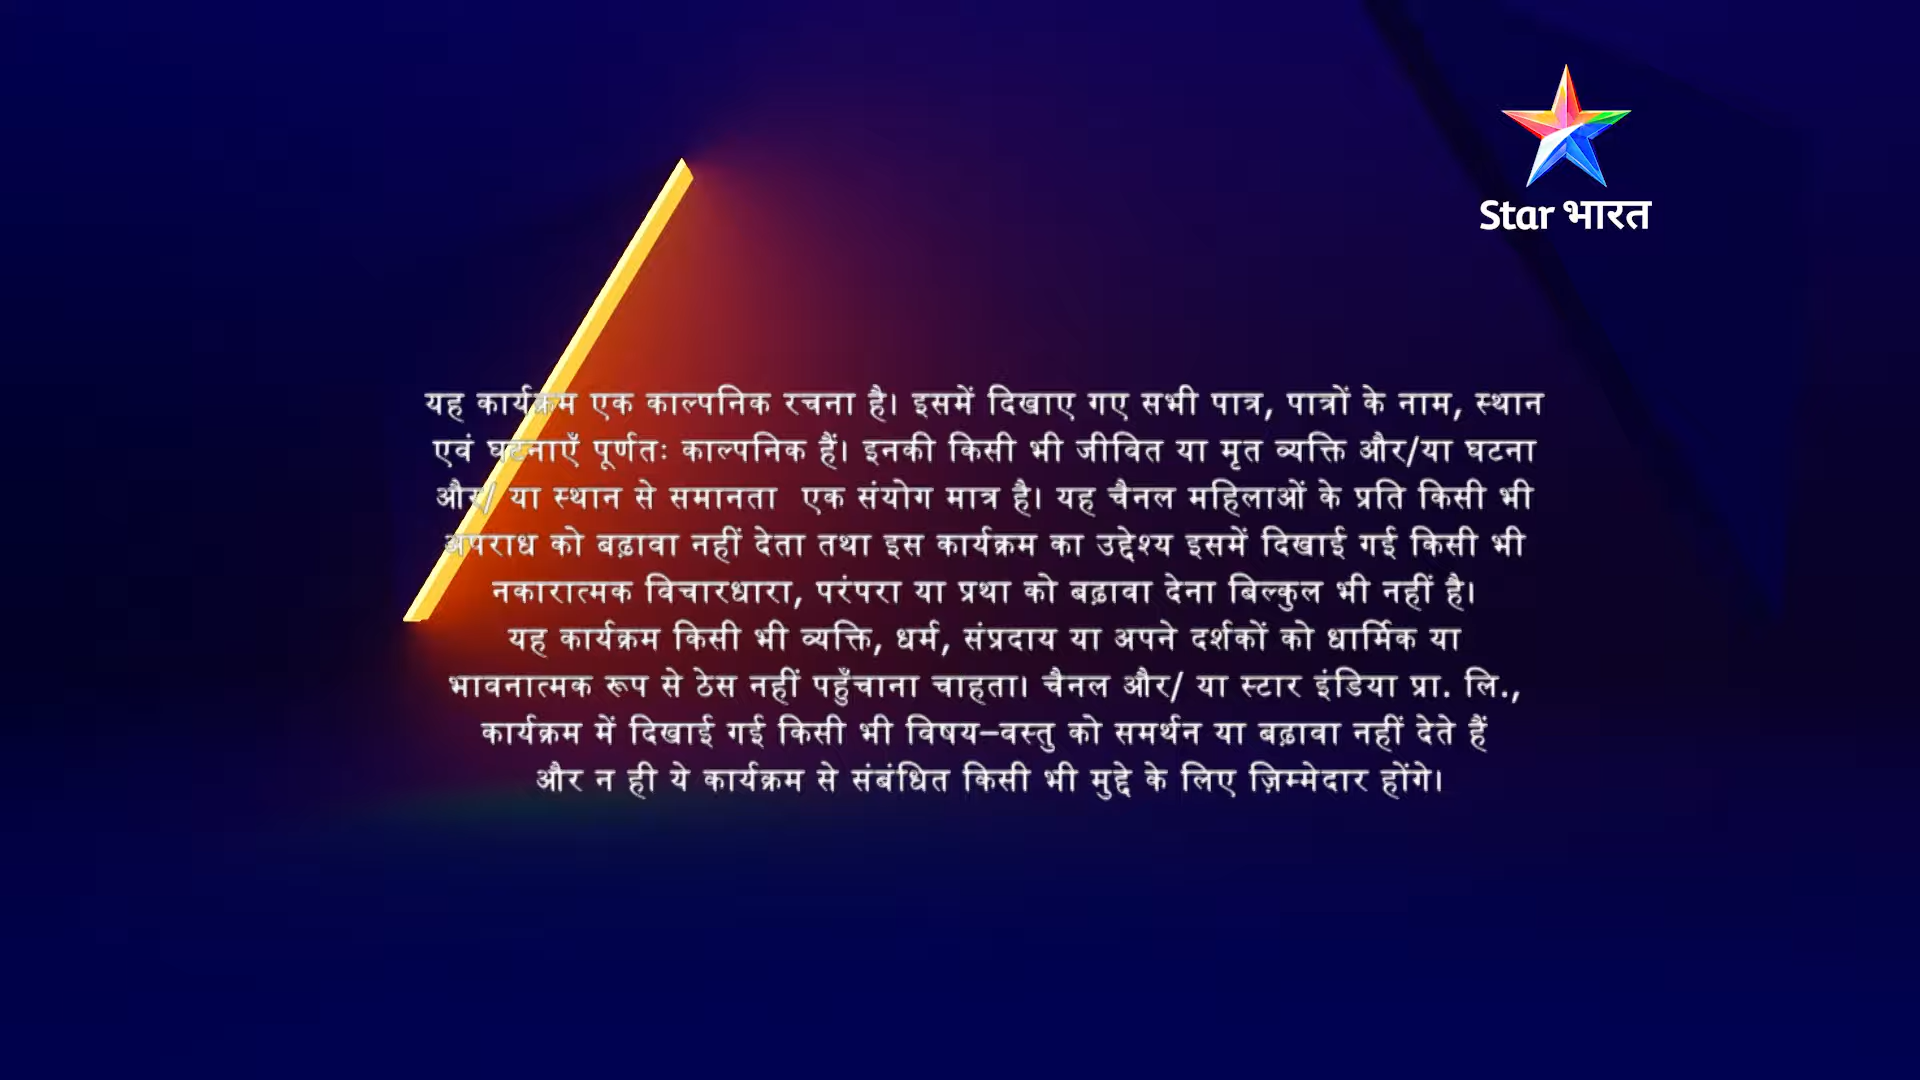 Star भारत
यह कार्यक्रम एक काल्पनिक रचना है। इसमें दिखाए गए सभी पात्र, पात्रों के नाम, स्थान
एवं घटनाएँ पूर्णतः काल्पनिक हैं। इनकी किसी भी जीवित या मृत व्यक्ति और/या घटना
और/ या स्थान से समानता एक संयोग मात्र है। यह चैनल महिलाओं के प्रति किसी भी
अपराध को बढ़ावा नहीं देता तथा इस कार्यक्रम का उद्देश्य इसमें दिखाई गई किसी भी
नकारात्मक विचारधारा, परंपरा या प्रथा को बढ़ावा देना बिल्कुल भी नहीं है।
यह कार्यक्रम किसी भी व्यक्ति, धर्म, संप्रदाय या अपने दर्शकों को धार्मिक या
भावनात्मक रूप से ठेस नहीं पहुँचाना चाहता। चैनल और/ या स्टार इंडिया प्रा. लि.,
कार्यक्रम में दिखाई गई किसी भी विषय–वस्तु को समर्थन या बढ़ावा नहीं देते हैं
और न ही ये कार्यक्रम से संबंधित किसी भी मुद्दे के लिए ज़िम्मेदार होंगे।